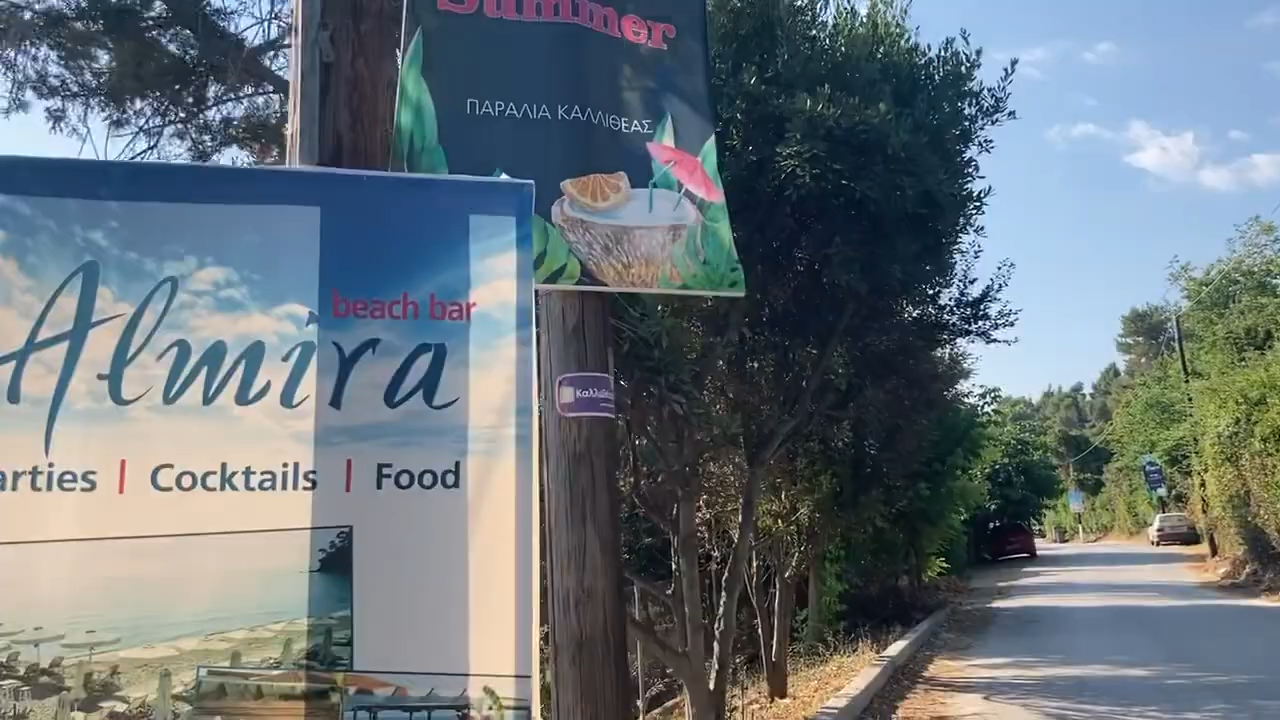 Summer
ΠΑΡΑΛΙΑ ΚΑΛΛΙΘΕΑΣ
beach bar
Almira
arties | Cocktails | Food